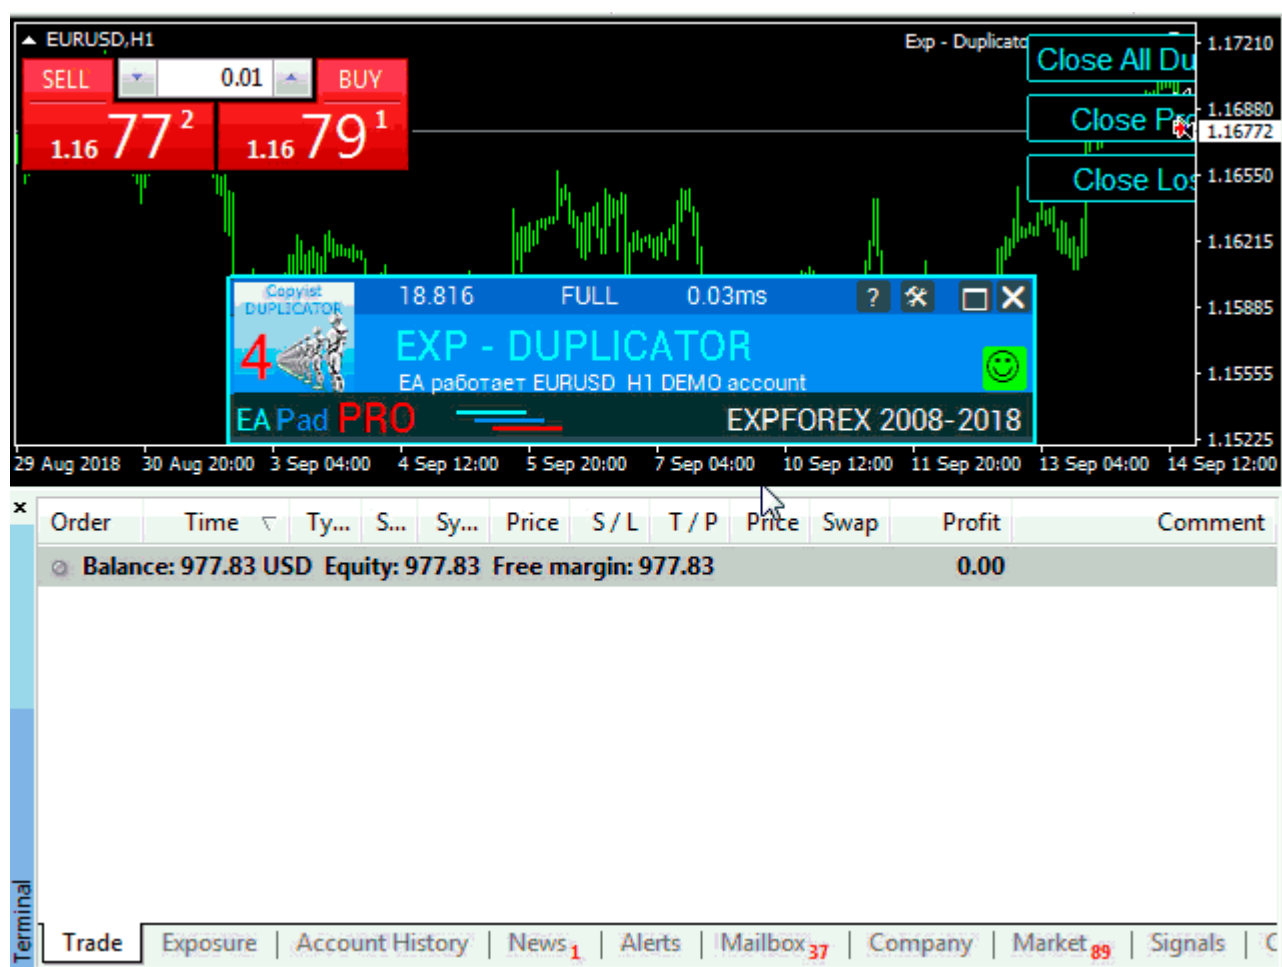 EURUSD,H1
Exp - Duplicato
SELL 0.01 BUY
1.16 77 2 1.16 79 1
Close All Du
Close Pro
Close Los
1.17210
1.16880
1.16772
1.16550
1.16215
1.15885
1.15555
1.15225
Copyist
DUPLICATOR
4
18.816 FULL 0.03ms ?
EXP - DUPLICATOR
EA работает EURUSD H1 DEMO account
EA Pad PRO EXPFOREX 2008-2018
29 Aug 2018 30 Aug 20:00 3 Sep 04:00 4 Sep 12:00 5 Sep 20:00 7 Sep 04:00 10 Sep 12:00 11 Sep 20:00 13 Sep 04:00 14 Sep 12:00
Order Time Ty... S... Sy... Price S / L T / P Price Swap Profit Comment
Balance: 977.83 USD Equity: 977.83 Free margin: 977.83 0.00
Terminal
Trade Exposure Account History News 1 Alerts Mailbox 37 Company Market 89 Signals